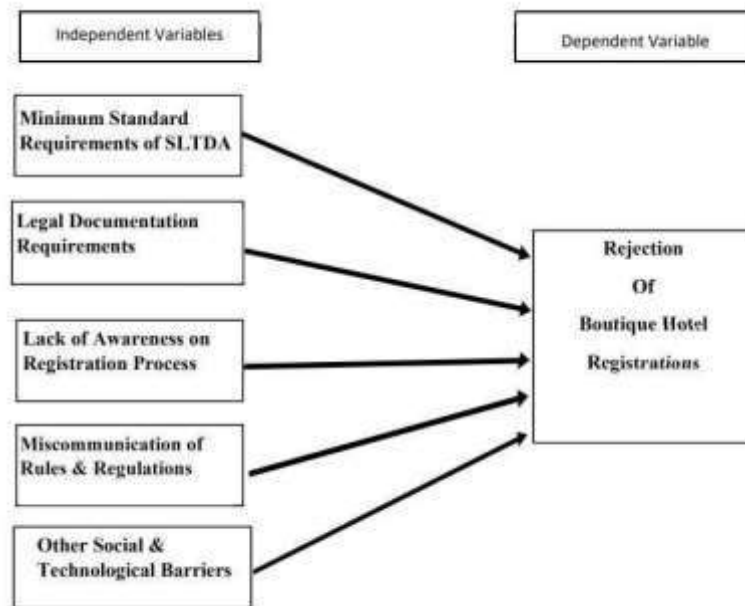 Independent Variables
Dependent Variable
Minimum Standard
Requirements of SLTDA
Legal Documentation
Requirements
Lack of Awareness on
Registration Process
Miscommunication of
Rules & Regulations
Other Social &
Technological Barriers
Rejection
Of
Boutique Hotel
Registrations